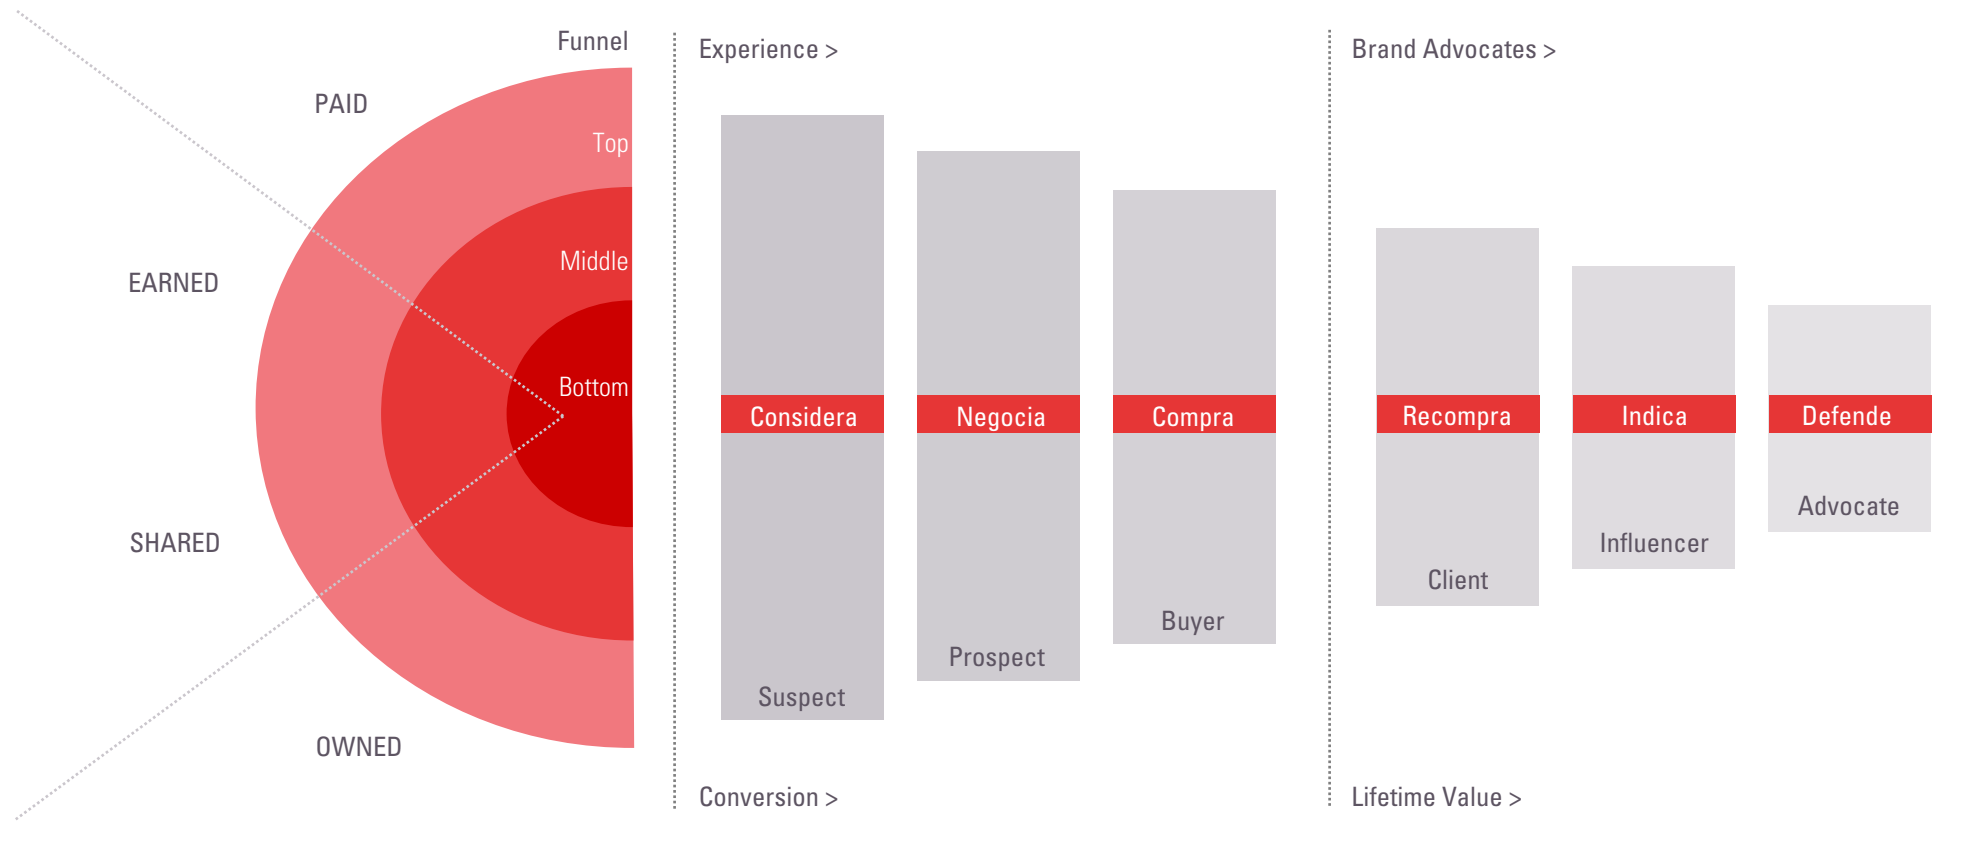 Funnel
PAID
Top
EARNED
Middle
Bottom
SHARED
OWNED
Experience >
Considera
Suspect
Negocia
Prospect
Compra
Buyer
Conversion >
Brand Advocates >
Recompra
Client
Indica
Influencer
Defende
Advocate
Lifetime Value >